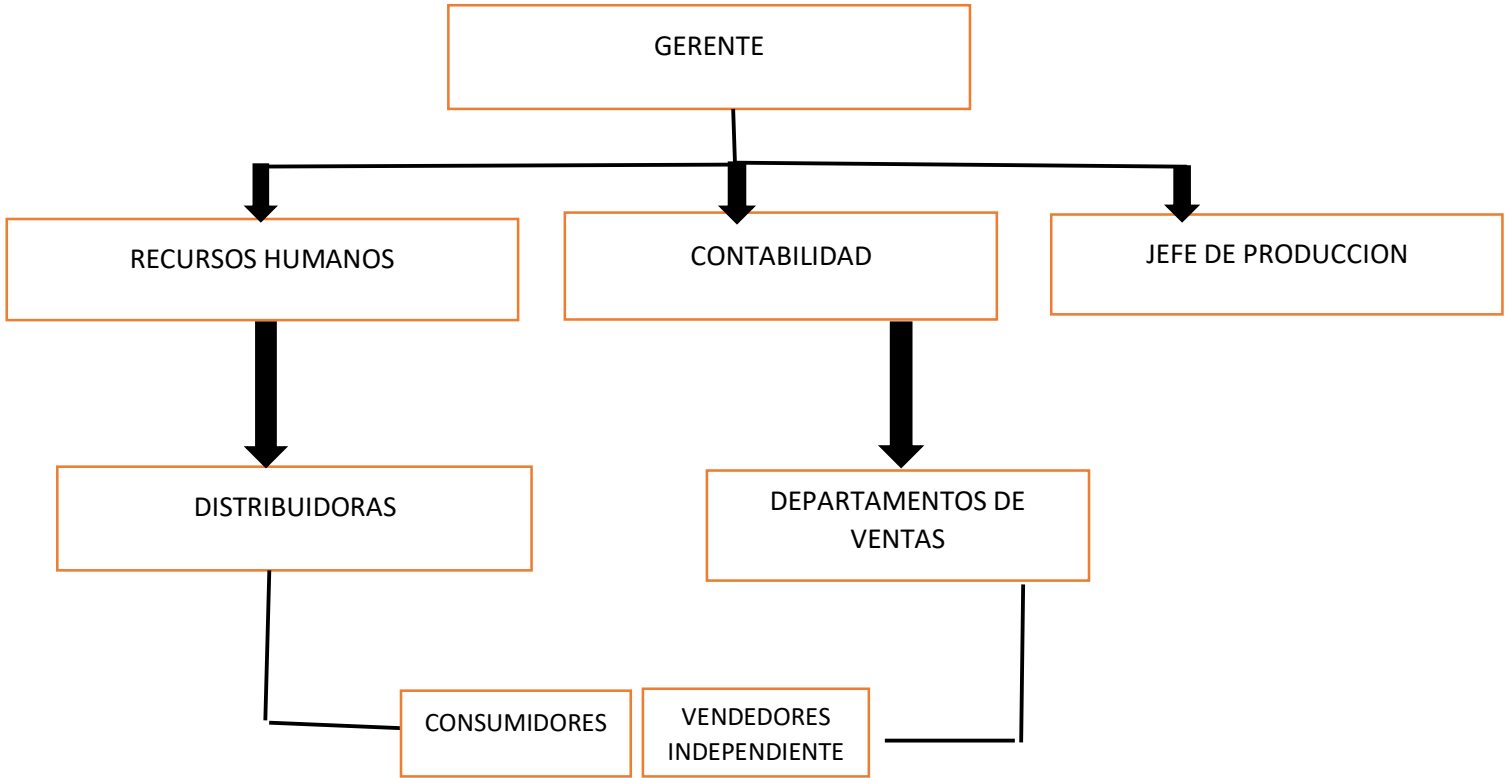 GERENTE
RECURSOS HUMANOS
CONTABILIDAD
JEFE DE PRODUCCION
DISTRIBUIDORAS
DEPARTAMENTOS DE
VENTAS
CONSUMIDORES
VENDEDORES
INDEPENDIENTE